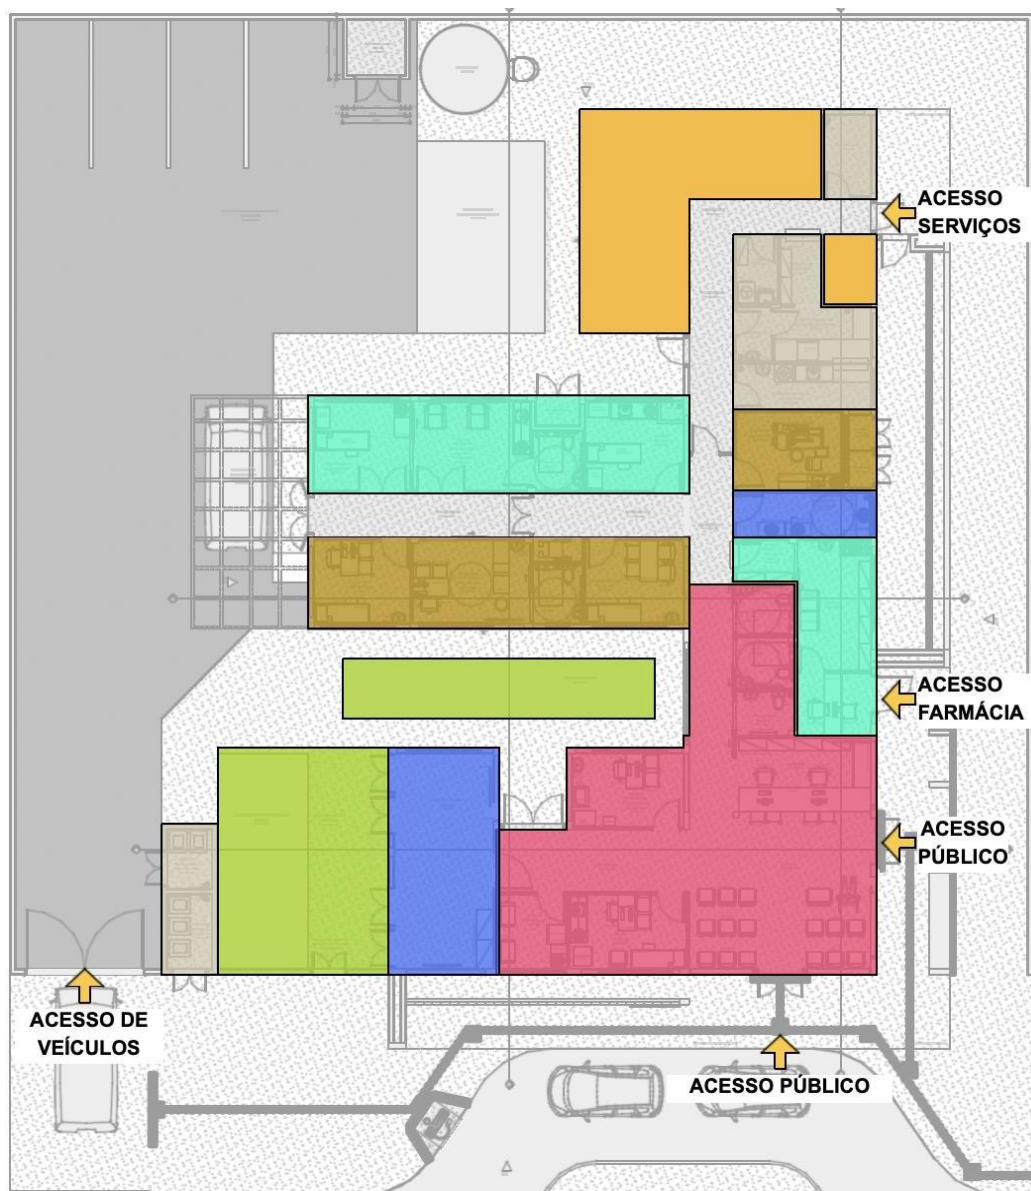 ACESSO
SERVIÇOS
ACESSO
FARMÁCIA
ACESSO
PÚBLICO
ACESSO DE
VEÍCULOS
ACESSO PÚBLICO